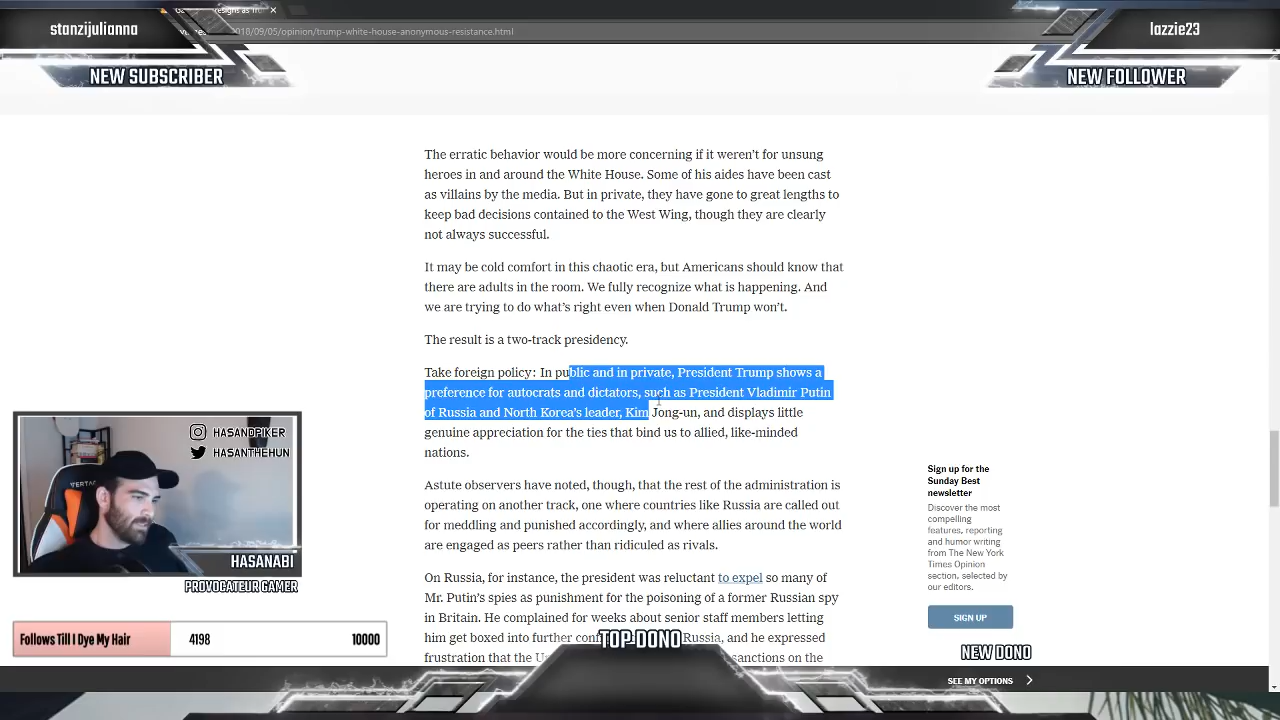 stanzijulianna
NEW SUBSCRIBER
lazzie23
NEW FOLLOWER
2018/09/05/opinion/trump-white-house-anonymous-resistance.html
The erratic behavior would be more concerning if it weren’t for unsung
heroes in and around the White House. Some of his aides have been cast
as villains by the media. But in private, they have gone to great lengths to
keep bad decisions contained to the West Wing, though they are clearly
not always successful.
It may be cold comfort in this chaotic era, but Americans should know that
there are adults in the room. We fully recognize what is happening. And
we are trying to do what’s right even when Donald Trump won’t.
The result is a two-track presidency.
Take foreign policy: In public and in private, President Trump shows a
preference for autocrats and dictators, such as President Vladimir Putin
of Russia and North Korea’s leader, Kim Jong-un, and displays little
genuine appreciation for the ties that bind us to allied, like-minded
nations.
Astute observers have noted, though, that the rest of the administration is
operating on another track, one where countries like Russia are called out
for meddling and punished accordingly, and where allies around the world
are engaged as peers rather than ridiculed as rivals.
On Russia, for instance, the president was reluctant to expel so many of
Mr. Putin’s spies as punishment for the poisoning of a former Russian spy
in Britain. He complained for weeks about senior staff members letting
him get boxed into further Russia, and he expressed
frustration that the sanctions on the
Sign up for the
Sunday Best
newsletter
Discover the most
compelling
features, reporting
and humor writing
from The New York
Times Opinion
section, selected by
our editors.
SIGN UP
HASANDPIKER
HASANTHEHUN
HASANABI
PROVOCATEUR GAMER
Follows Till I Dye My Hair 4198 10000
TOP DONO
NEW DONO
SEE MY OPTIONS